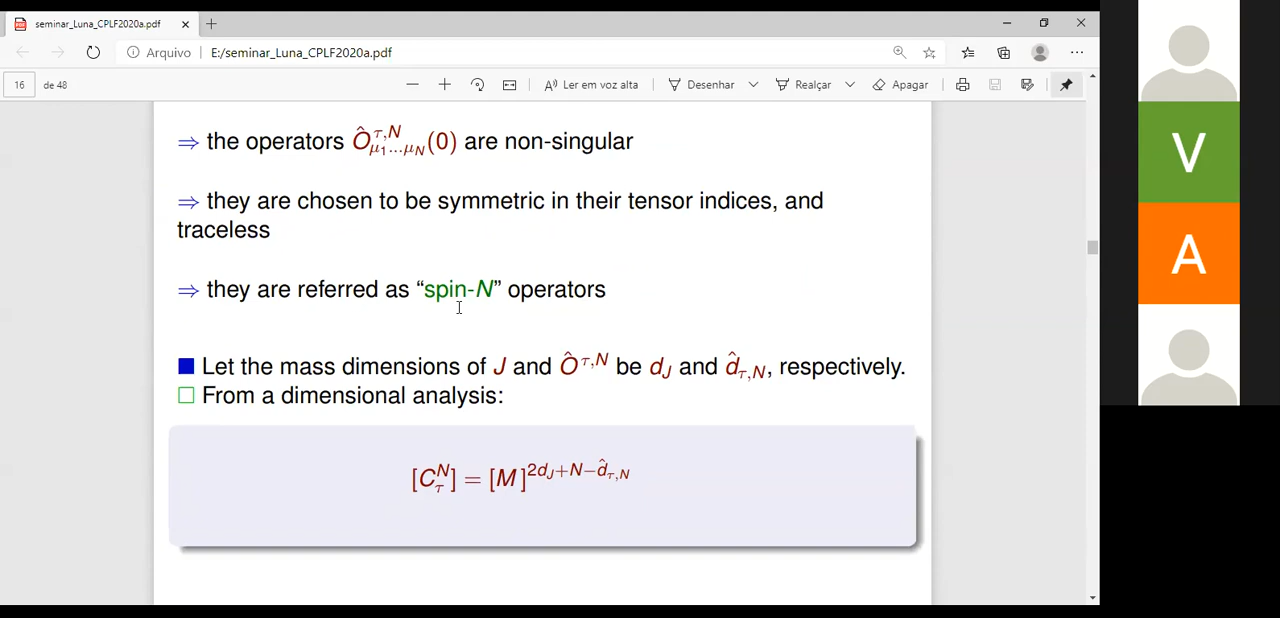 seminar_Luna_CPLF2020a.pdf
Arquivo E:/seminar_Luna_CPLF2020a.pdf
16 de 48 Ler em voz alta Desenhar Realçar Apagar
⇒ the operators Ô^{τ,N}_{μ₁…μ_N}(0) are non-singular
⇒ they are chosen to be symmetric in their tensor indices, and
traceless
⇒ they are referred as “spin-N” operators
Let the mass dimensions of J and Ô^{τ,N} be d_J and d̂_{τ,N}, respectively.
From a dimensional analysis:
[C^N_τ] = [M]^{2d_J+N−d̂_{τ,N}}
V
A